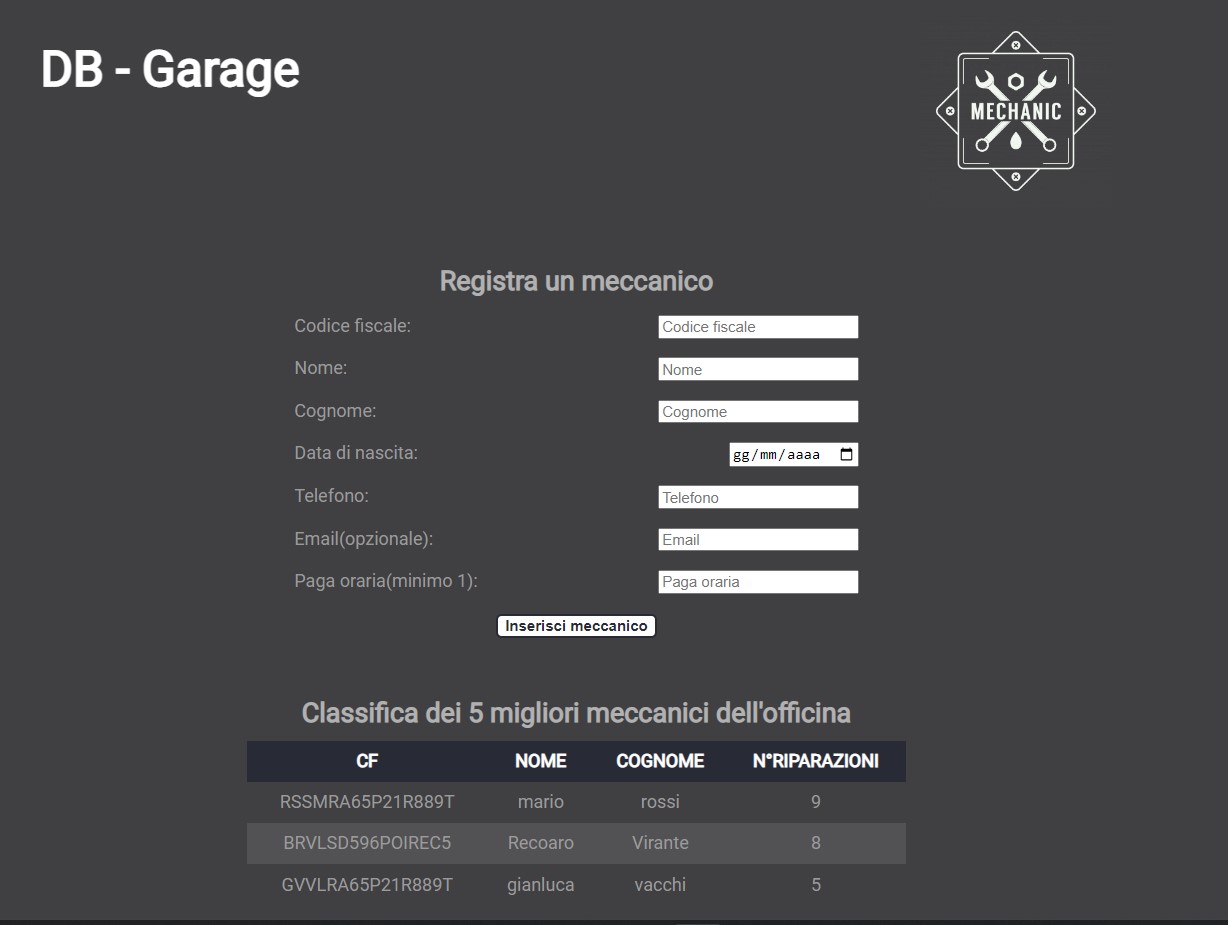 DB - Garage
MECHANIC
Registra un meccanico
Codice fiscale: Codice fiscale
Nome: Nome
Cognome: Cognome
Data di nascita: gg/mm/aaaa
Telefono: Telefono
Email(opzionale): Email
Paga oraria(minimo 1): Paga oraria
Inserisci meccanico
Classifica dei 5 migliori meccanici dell'officina
CF NOME COGNOME N°RIPARAZIONI
RSSMRA65P21R889T mario rossi 9
BRVLSD596POIREC5 Recoaro Virante 8
GVVLRA65P21R889T gianluca vacchi 5